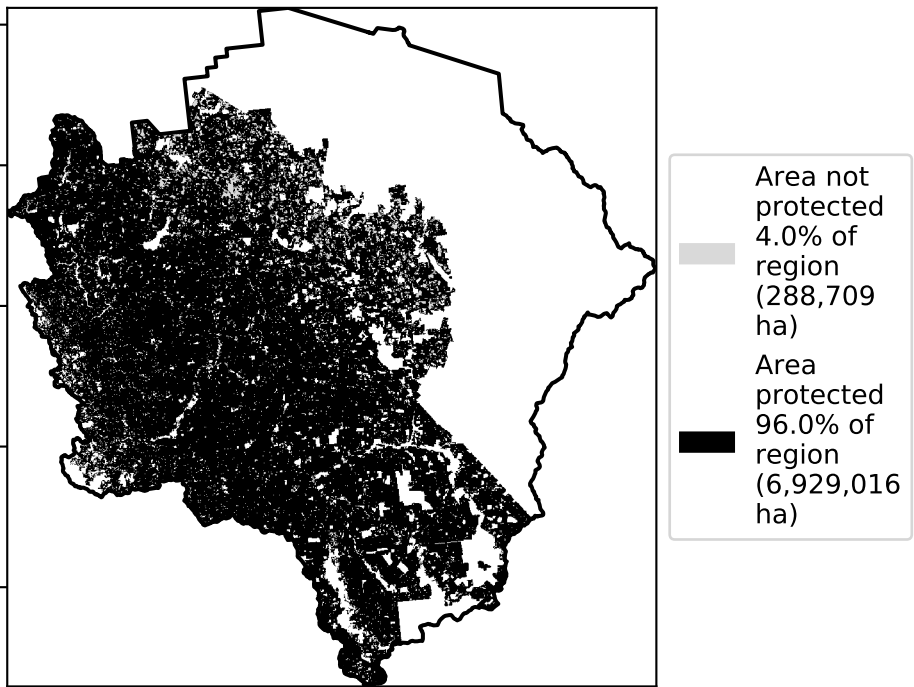 Area not
protected
4.0% of
region
(288,709
ha)
Area
protected
96.0% of
region
(6,929,016
ha)